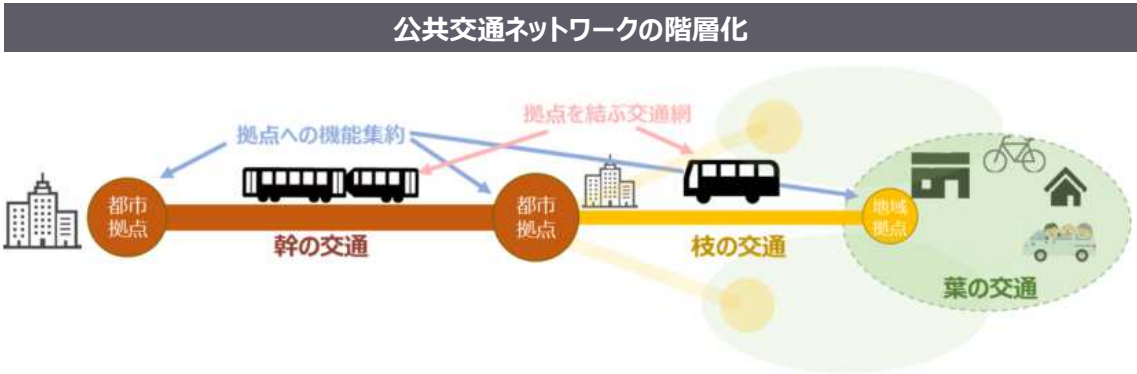 公共交通ネットワークの階層化
拠点を結ぶ交通網
拠点への機能集約
都市
拠点
都市
拠点
地域
拠点
幹の交通
枝の交通
葉の交通